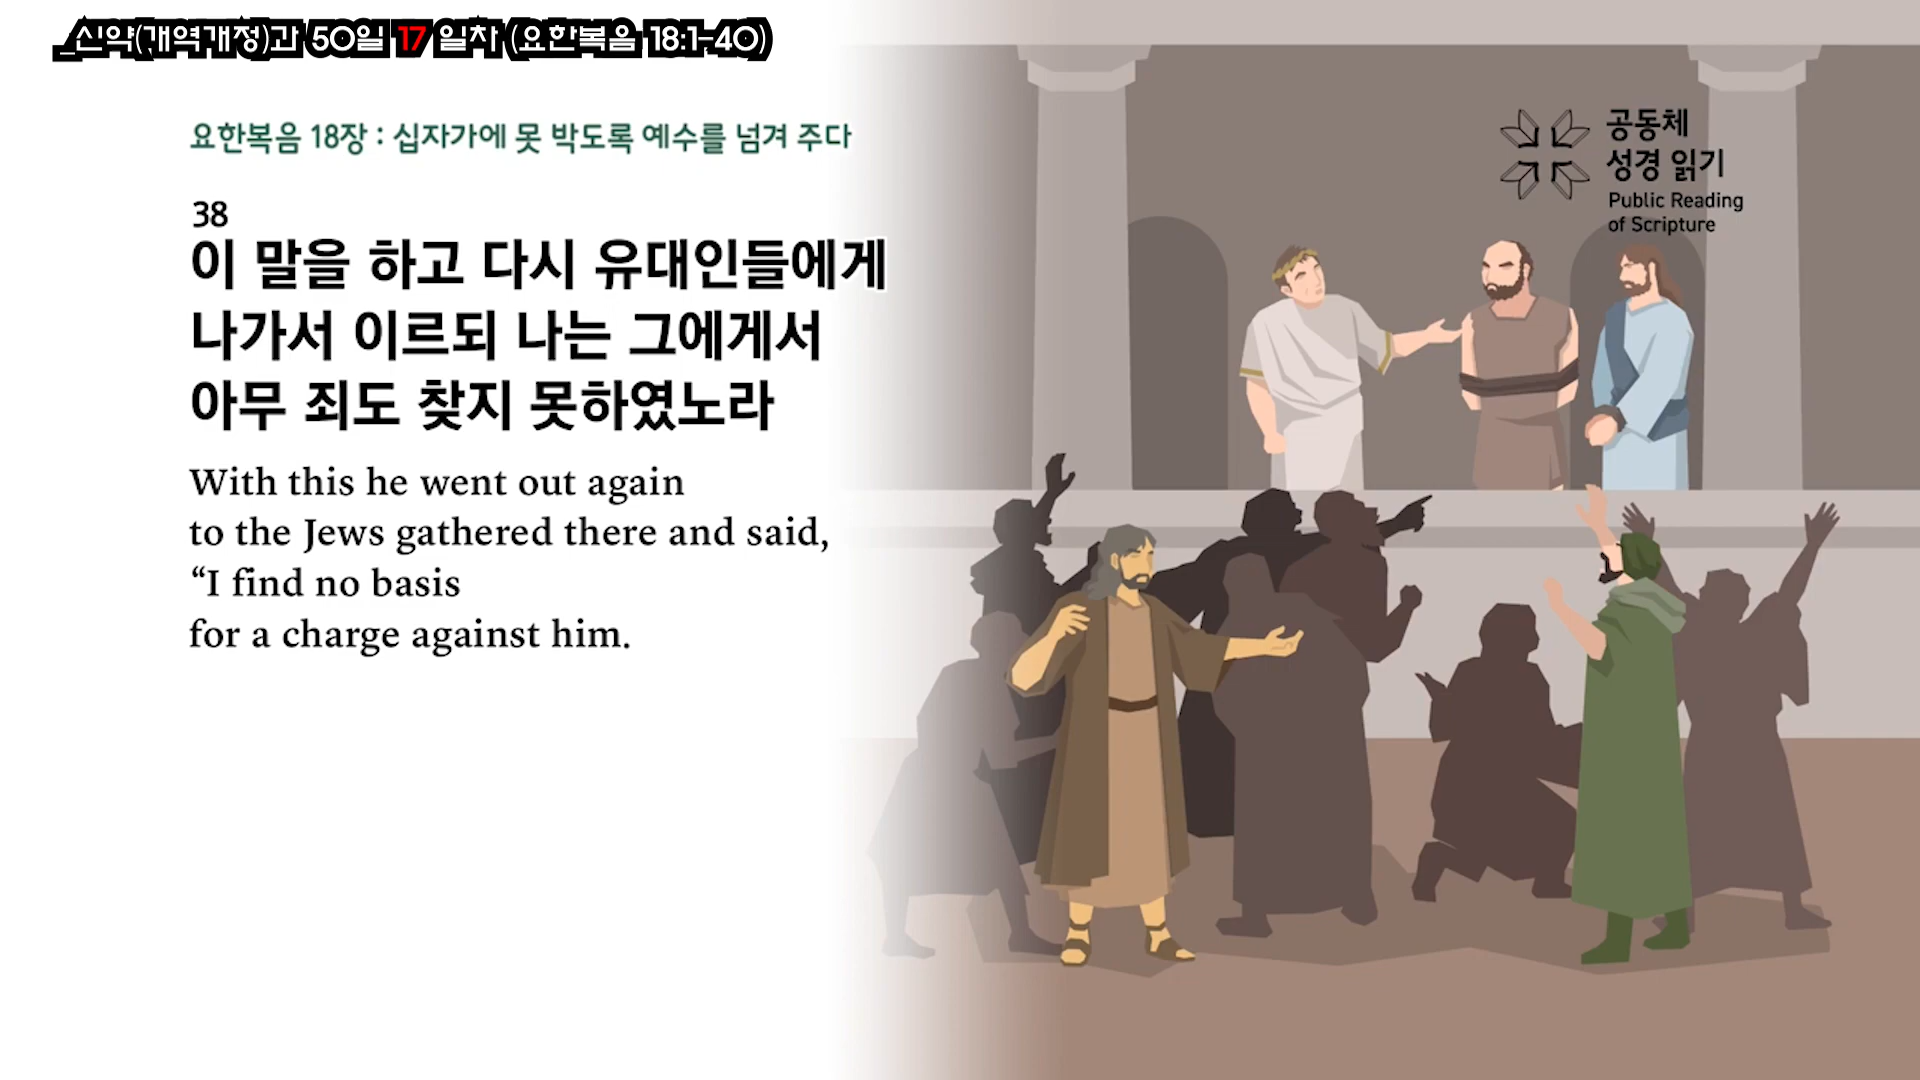 _신약(개역개정)과 50일 17 일차 (요한복음 18:1-40)
요한복음 18장 : 십자가에 못 박도록 예수를 넘겨 주다
38
이 말을 하고 다시 유대인들에게
나가서 이르되 나는 그에게서
아무 죄도 찾지 못하였노라
With this he went out again
to the Jews gathered there and said,
“I find no basis
for a charge against him.
공동체
성경 읽기
Public Reading
of Scripture